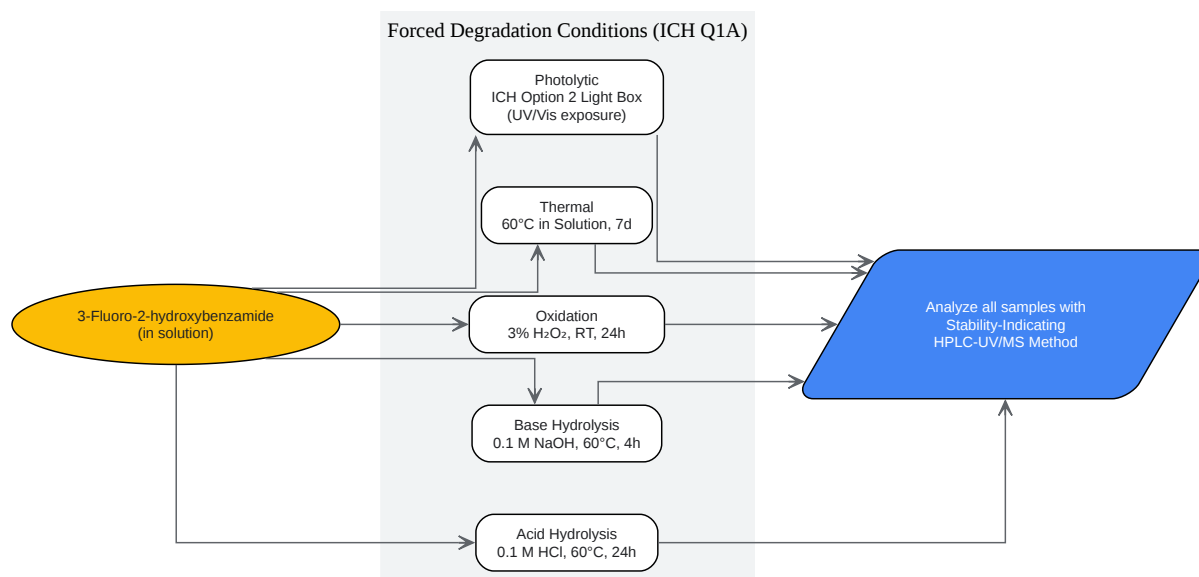 Forced Degradation Conditions (ICH Q1A)
Photolytic
ICH Option 2 Light Box
(UV/Vis exposure)
Thermal
60°C in Solution, 7d
3-Fluoro-2-hydroxybenzamide
(in solution)
Oxidation
3% H₂O₂, RT, 24h
Analyze all samples with
Stability-Indicating
HPLC-UV/MS Method
Base Hydrolysis
0.1 M NaOH, 60°C, 4h
Acid Hydrolysis
0.1 M HCl, 60°C, 24h